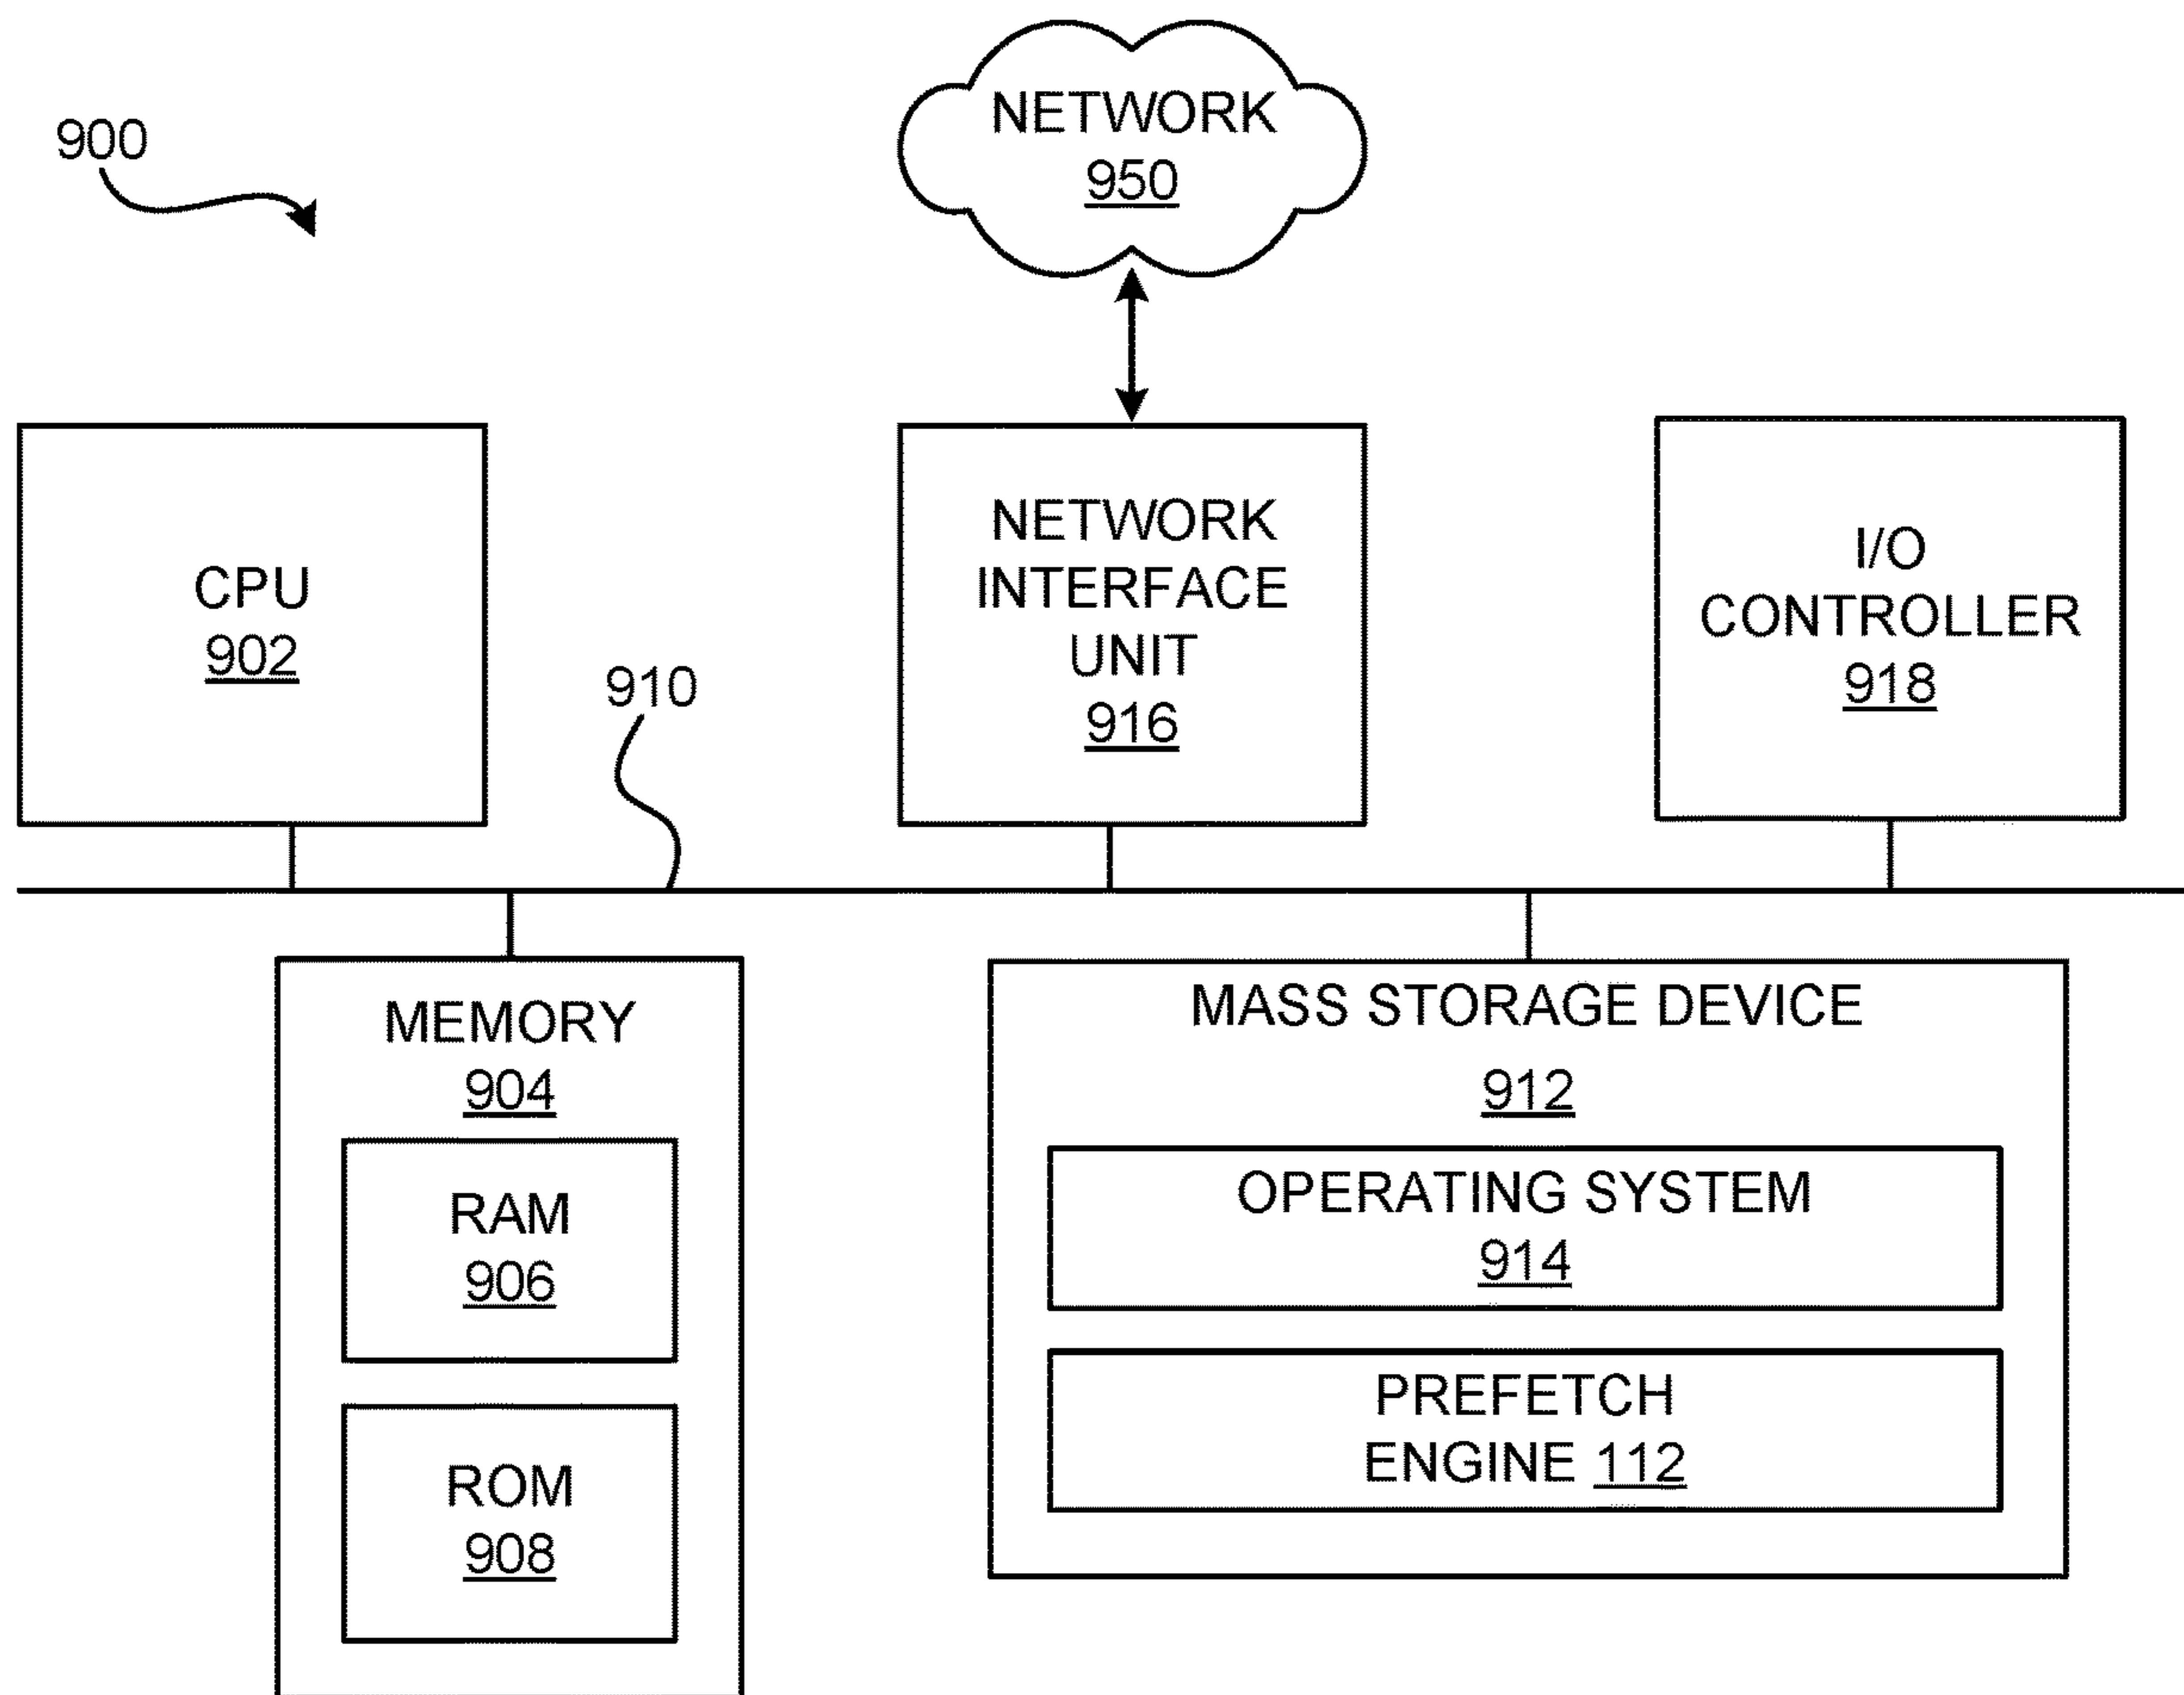 NETWORK
950
900
CPU
902
NETWORK
INTERFACE
UNIT
916
I/O
CONTROLLER
918
910
MEMORY
904
RAM
906
ROM
908
MASS STORAGE DEVICE
912
OPERATING SYSTEM
914
PREFETCH
ENGINE 112